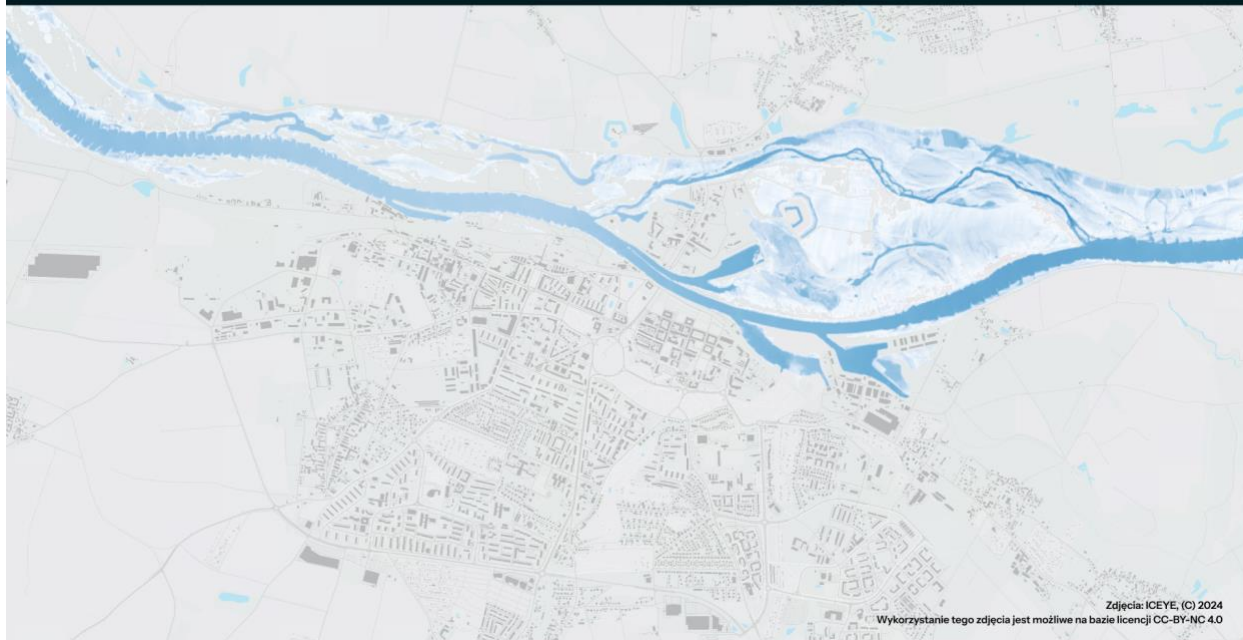 Zdjęcia: ICEYE, (C) 2024
Wykorzystanie tego zdjęcia jest możliwe na bazie licencji CC-BY-NC 4.0